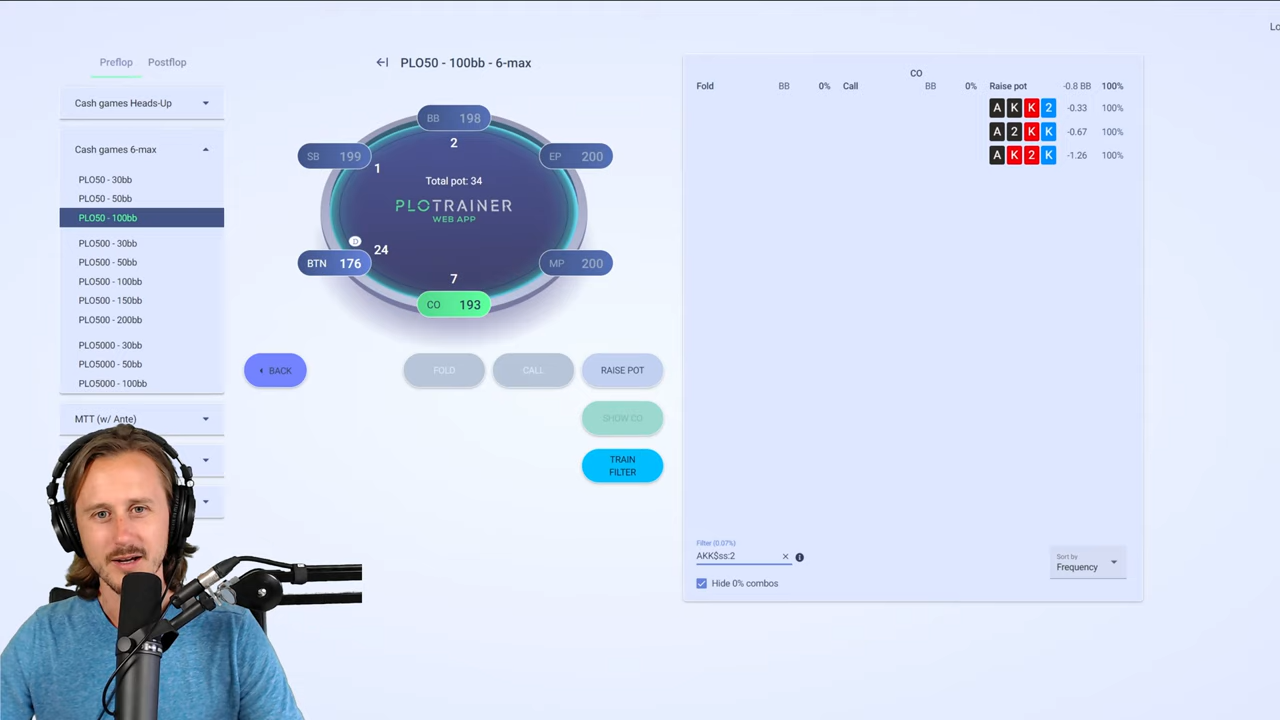 Lo
Preflop
Postflop
PLO50 - 100bb - 6-max
Cash games Heads-Up
Cash games 6-max
PLO50 - 30bb
PLO50 - 50bb
PLO50 - 100bb
PLO500 - 30bb
PLO500 - 50bb
PLO500 - 100bb
PLO500 - 150bb
PLO500 - 200bb
PLO5000 - 30bb
PLO5000 - 50bb
PLO5000 - 100bb
MTT (w/ Ante)
BB 198
2
SB 199
1
EP 200
Total pot: 34
PLOTRAINER
WEB APP
D
24
BTN 176
7
MP 200
CO 193
BACK
FOLD
CALL
RAISE POT
SHOW CO
TRAIN
FILTER
CO
Fold BB 0% Call BB 0% Raise pot -0.8 BB 100%
A K K 2 -0.33 100%
A 2 K K -0.67 100%
A K 2 K -1.26 100%
Filter (0.07%)
AKK$ss:2
Hide 0% combos
Sort by
Frequency